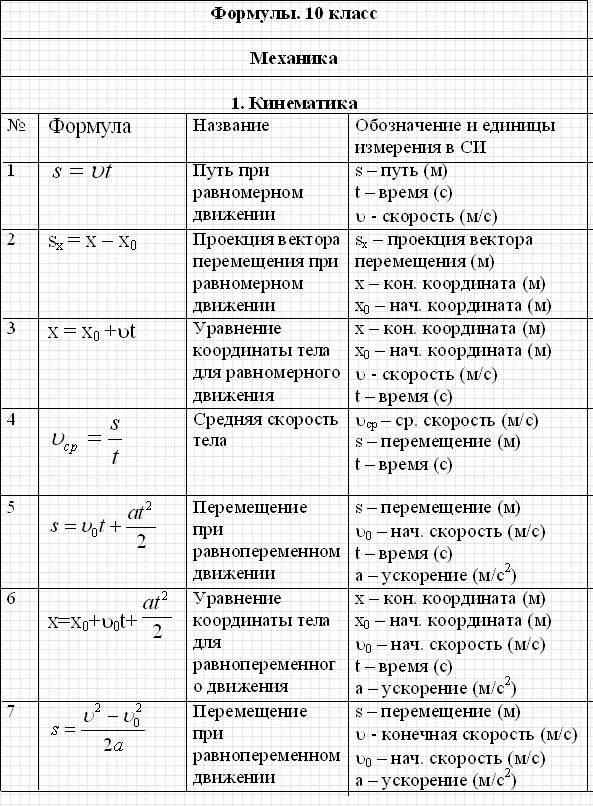 Формулы. 10 класс
Механика
1. Кинематика
№ Формула Название Обозначение и единицы
измерения в СИ
1 s = υt Путь при s – путь (м)
равномерном t – время (с)
движении υ - скорость (м/с)
2 sₓ = x – x₀ Проекция вектора sₓ – проекция вектора
перемещения при перемещения (м)
равномерном x – кон. координата (м)
движении x₀ – нач. координата (м)
3 x = x₀ +υt Уравнение x – кон. координата (м)
координаты тела x₀ – нач. координата (м)
для равномерного υ - скорость (м/с)
движения t – время (с)
4 υср = s/t Средняя скорость υср – ср. скорость (м/с)
тела s – перемещение (м)
t – время (с)
5 s = υ₀t + at²/2 Перемещение s – перемещение (м)
при υ₀ – нач. скорость (м/с)
равнопеременном t – время (с)
движении а – ускорение (м/с²)
6 x=x₀+υ₀t+ at²/2 Уравнение x – кон. координата (м)
координаты тела x₀ – нач. координата (м)
для υ₀ – нач. скорость (м/с)
равнопеременног t – время (с)
о движения а – ускорение (м/с²)
7 s = υ² – υ₀²/2a Перемещение s – перемещение (м)
при υ - конечная скорость (м/с)
равнопеременном υ₀ – нач. скорость (м/с)
движении а – ускорение (м/с²)